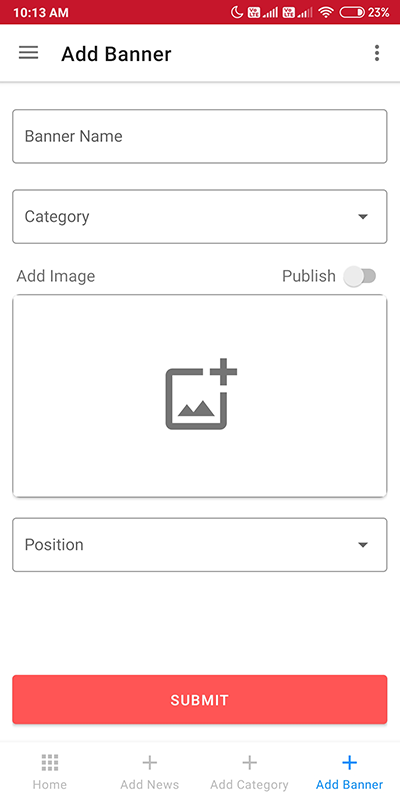 10:13 AM 23%
Add Banner
Banner Name
Category
Add Image Publish
Position
SUBMIT
Home Add News Add Category Add Banner